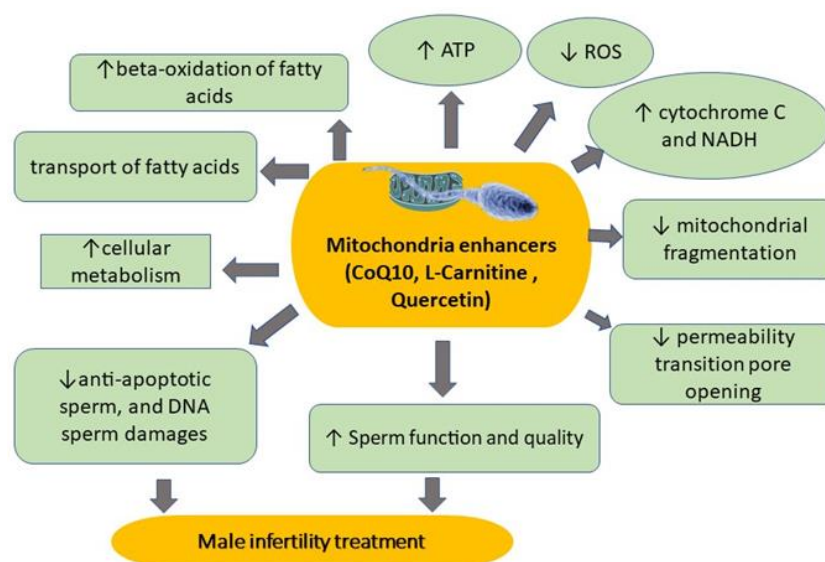 ↑ ATP
↓ ROS
↑beta-oxidation of fatty
acids
↑ cytochrome C
and NADH
transport of fatty acids
↓ mitochondrial
fragmentation
↑cellular
metabolism
Mitochondria enhancers
(CoQ10, L-Carnitine ,
Quercetin)
↓ permeability
transition pore
opening
↓anti-apoptotic
sperm, and DNA
sperm damages
↑ Sperm function and quality
Male infertility treatment